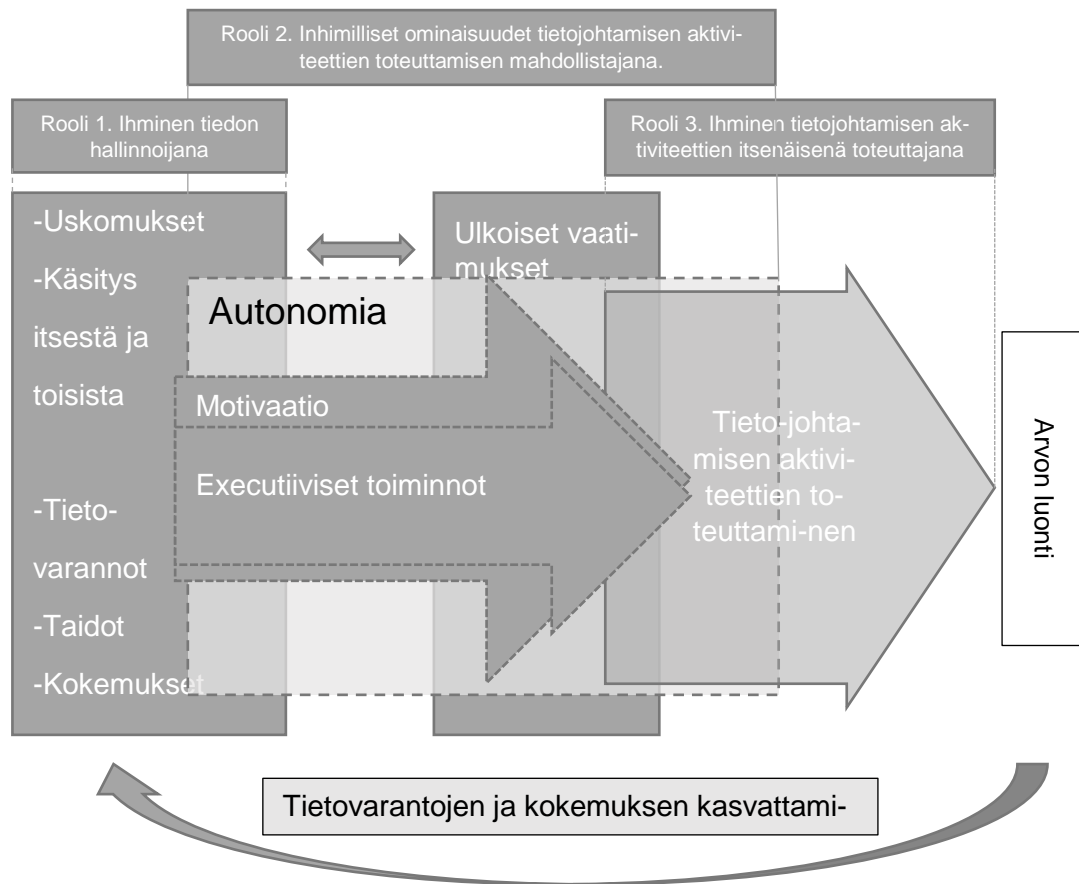 Rooli 2. Inhimilliset ominaisuudet tietojohtamisen aktivi-
teettien toteuttamisen mahdollistajana.
Rooli 1. Ihminen tiedon
hallinnoijana
Rooli 3. Ihminen tietojohtamisen ak-
tiviteettien itsenäisenä toteuttajana
-Uskomukset
-Käsitys
itsestä ja
toisista
-Tieto-
varannot
-Taidot
-Kokemukset
Ulkoiset vaati-
mukset
Autonomia
Motivaatio
Executiiviset toiminnot
Tieto-johta-
misen aktivi-
teettien to-
teuttami-nen
Arvon luonti
Tietovarantojen ja kokemuksen kasvattami-